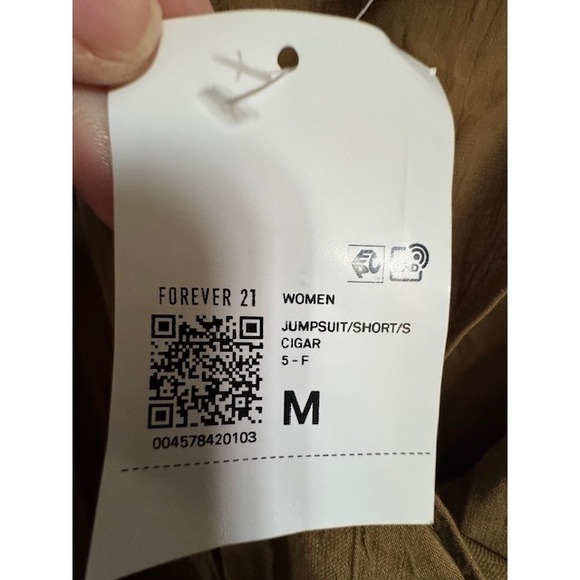 FOREVER 21
WOMEN
JUMPSUIT/SHORT/S
CIGAR
5 - F
M
004578420103